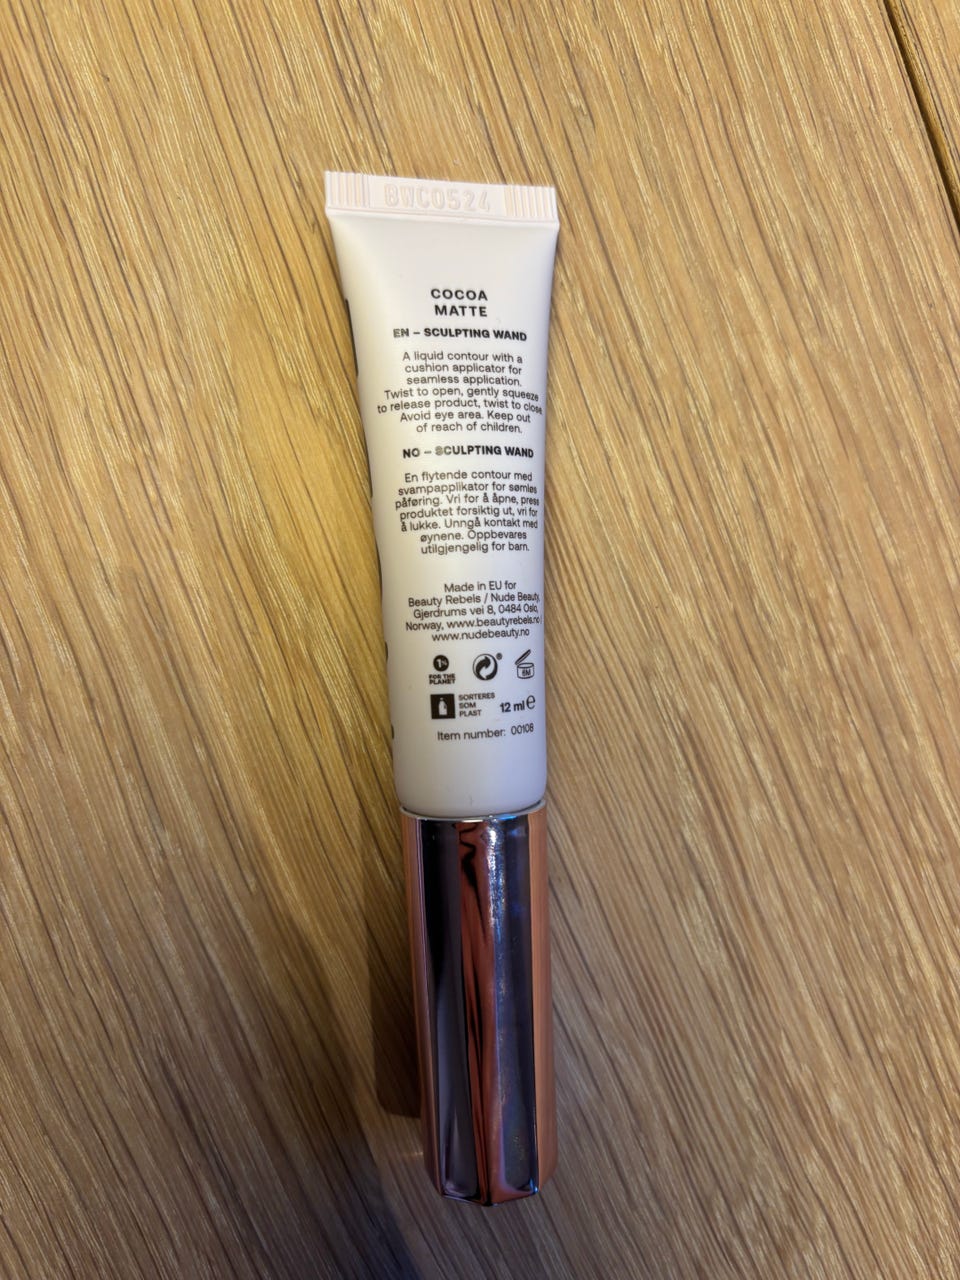 BWC0524
COCOA
MATTE
EN – SCULPTING WAND
A liquid contour with a
cushion applicator for
seamless application.
Twist to open, gently squeeze
to release product, twist to close.
Avoid eye area. Keep out
of reach of children.
NO – SCULPTING WAND
En flytende contour med
svampapplikator for sømløs
påføring. Vri for å åpne, press
produktet forsiktig ut, vri for
å lukke. Unngå kontakt med
øynene. Oppbevares
utilgjengelig for barn.
Made in EU for
Beauty Rebels / Nude Beauty,
Gjerdrums vei 8, 0484 Oslo,
Norway, www.beautyrebels.no |
www.nudebeauty.no
1%
FOR THE
PLANET
®
6M
SORTERES
SOM
PLAST
12 ml e
Item number: 00108